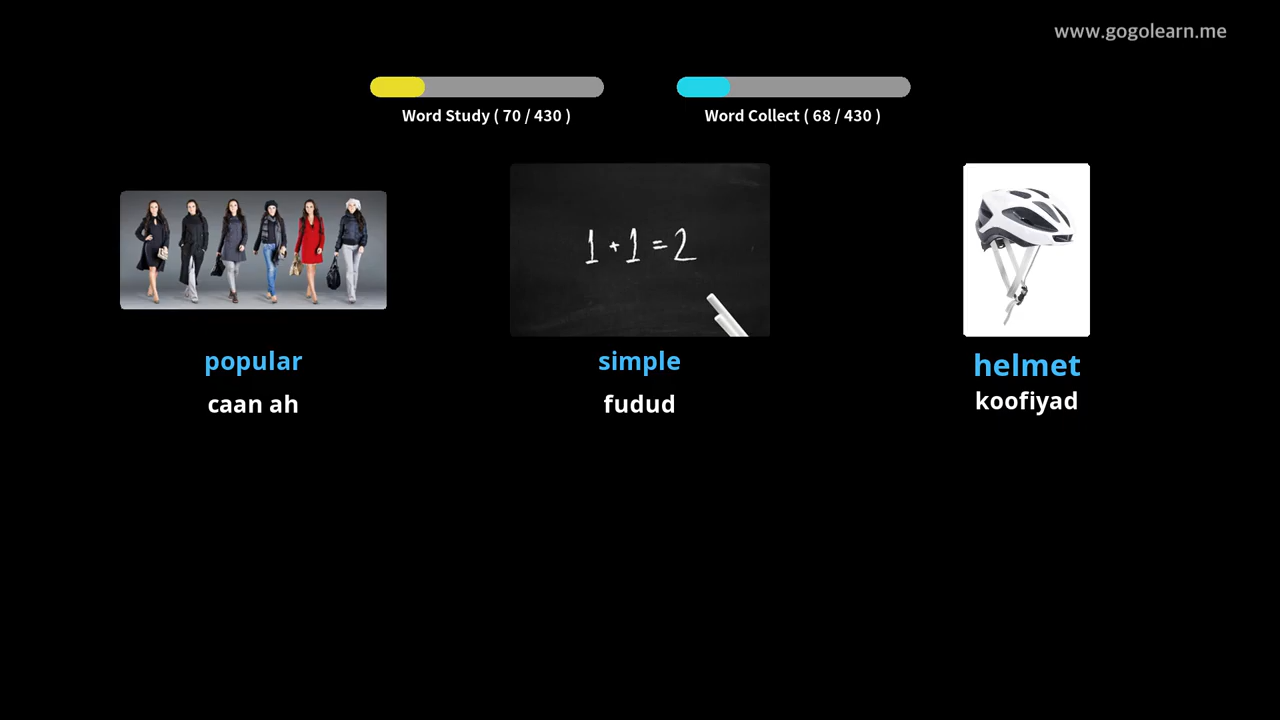 www.gogolearn.me
Word Study ( 70 / 430 )
Word Collect ( 68 / 430 )
1 + 1 = 2
popular
caan ah
simple
fudud
helmet
koofiyad